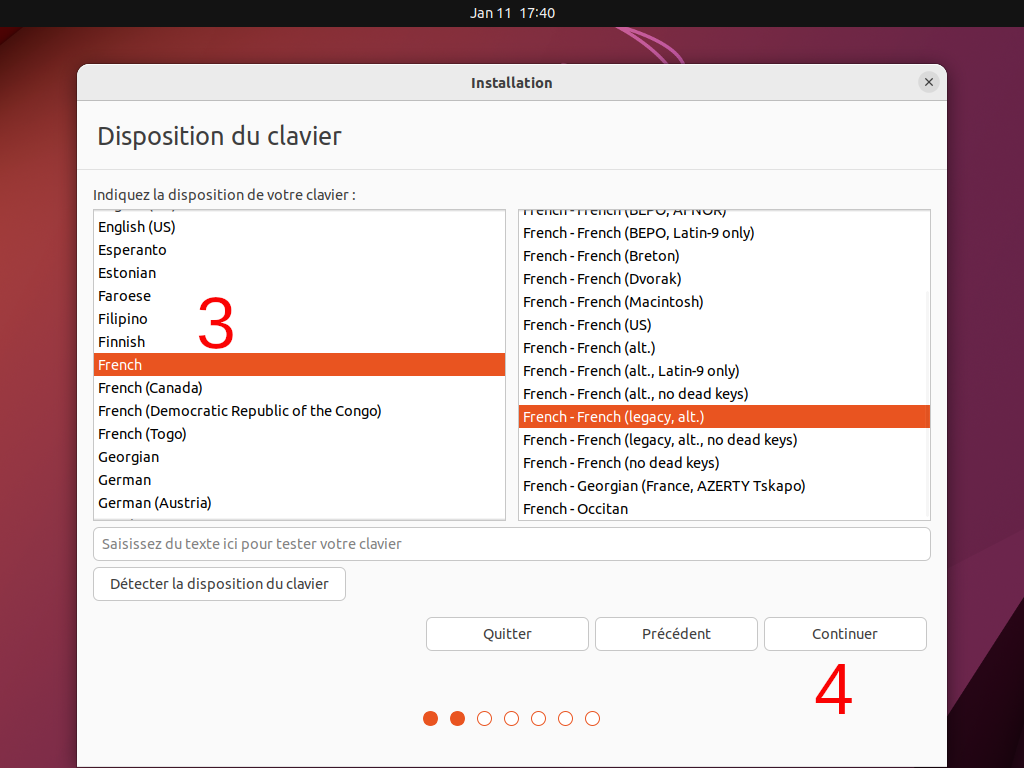 Jan 11 17:40
Installation
Disposition du clavier
Indiquez la disposition de votre clavier :
English (US)
Esperanto
Estonian
Faroese
Filipino
Finnish
French
French (Canada)
French (Democratic Republic of the Congo)
French (Togo)
Georgian
German
German (Austria)
3
French - French (BEPO, AFNOR)
French - French (BEPO, Latin-9 only)
French - French (Breton)
French - French (Dvorak)
French - French (Macintosh)
French - French (US)
French - French (alt.)
French - French (alt., Latin-9 only)
French - French (alt., no dead keys)
French - French (legacy, alt.)
French - French (legacy, alt., no dead keys)
French - French (no dead keys)
French - Georgian (France, AZERTY Tskapo)
French - Occitan
Saisissez du texte ici pour tester votre clavier
Détecter la disposition du clavier
Quitter
Précédent
Continuer
4